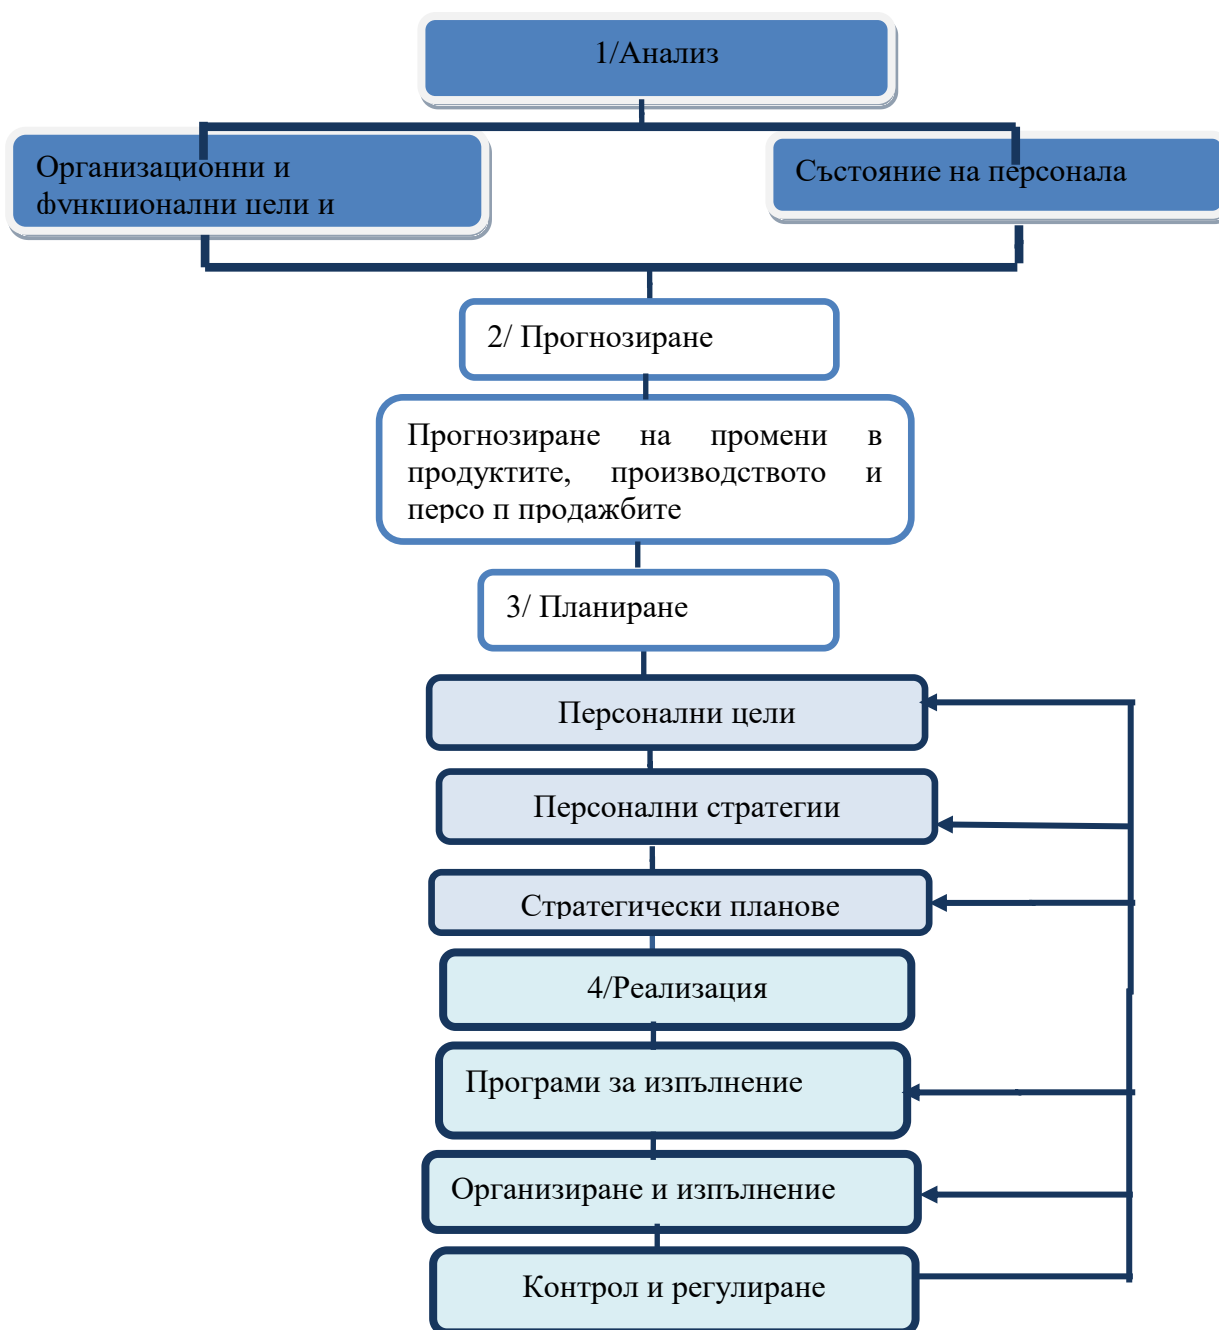 1/Анализ
Организационни и
функционални цели и
Състояние на персонала
2/ Прогнозиране
Прогнозиране на промени в
продуктите, производството и
персо п продажбите
3/ Планиране
Персонални цели
Персонални стратегии
Стратегически планове
4/Реализация
Програми за изпълнение
Организиране и изпълнение
Контрол и регулиране